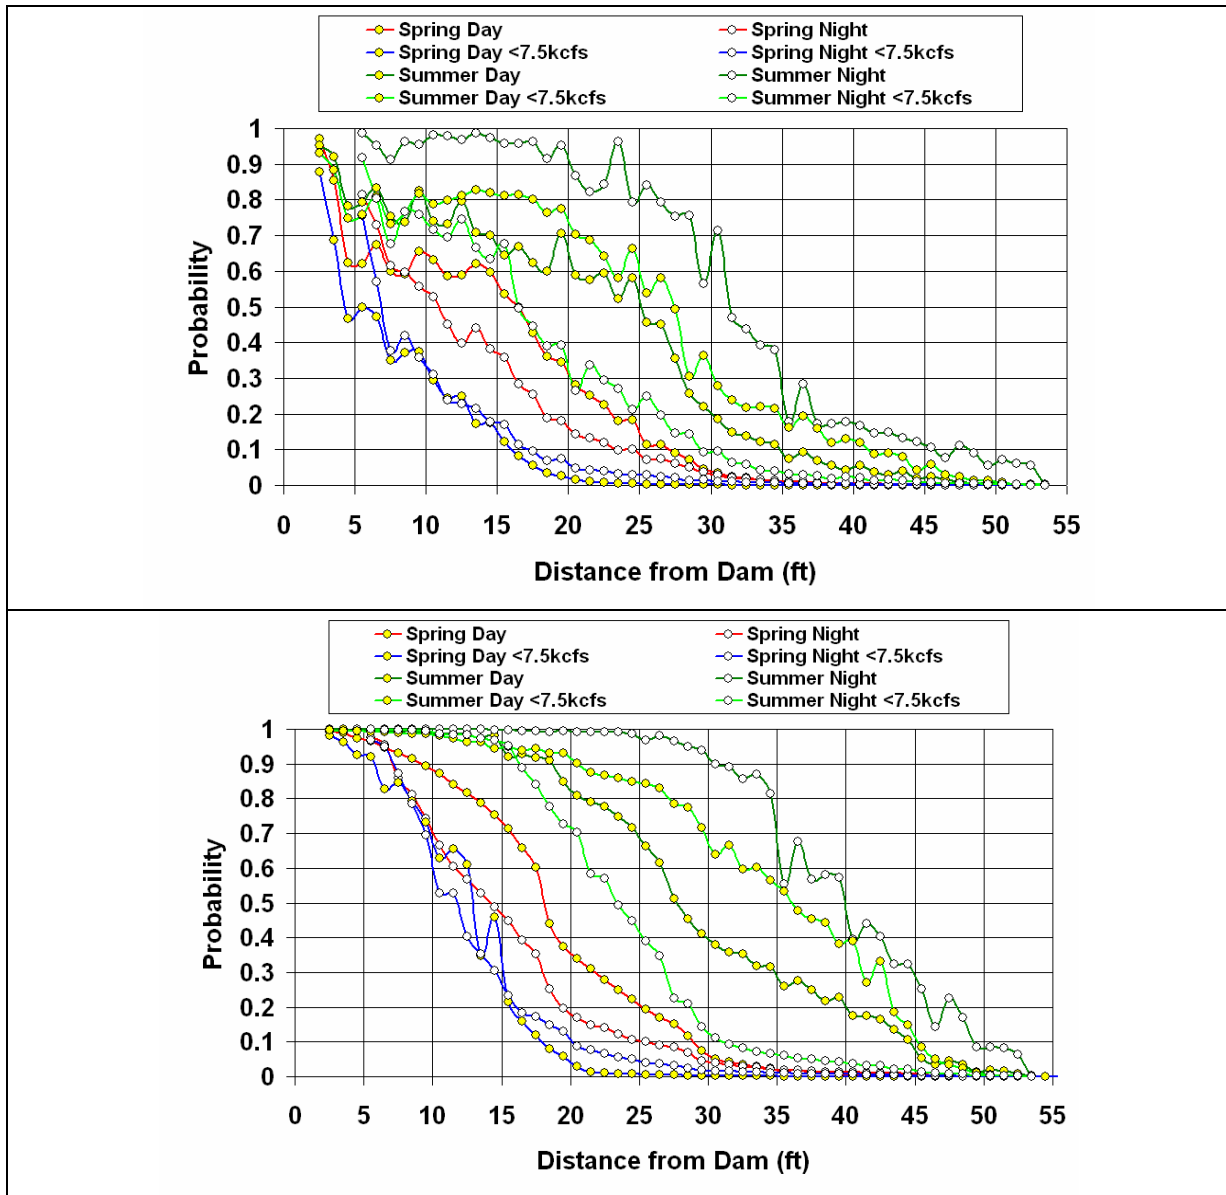 Spring Day Spring Night
Spring Day <7.5kcfs Spring Night <7.5kcfs
Summer Day Summer Night
Summer Day <7.5kcfs Summer Night <7.5kcfs
1
0.9
0.8
0.7
0.6
0.5
0.4
0.3
0.2
0.1
0
Probability
0 5 10 15 20 25 30 35 40 45 50 55
Distance from Dam (ft)
Spring Day Spring Night
Spring Day <7.5kcfs Spring Night <7.5kcfs
Summer Day Summer Night
Summer Day <7.5kcfs Summer Night <7.5kcfs
1
0.9
0.8
0.7
0.6
0.5
0.4
0.3
0.2
0.1
0
Probability
0 5 10 15 20 25 30 35 40 45 50 55
Distance from Dam (ft)